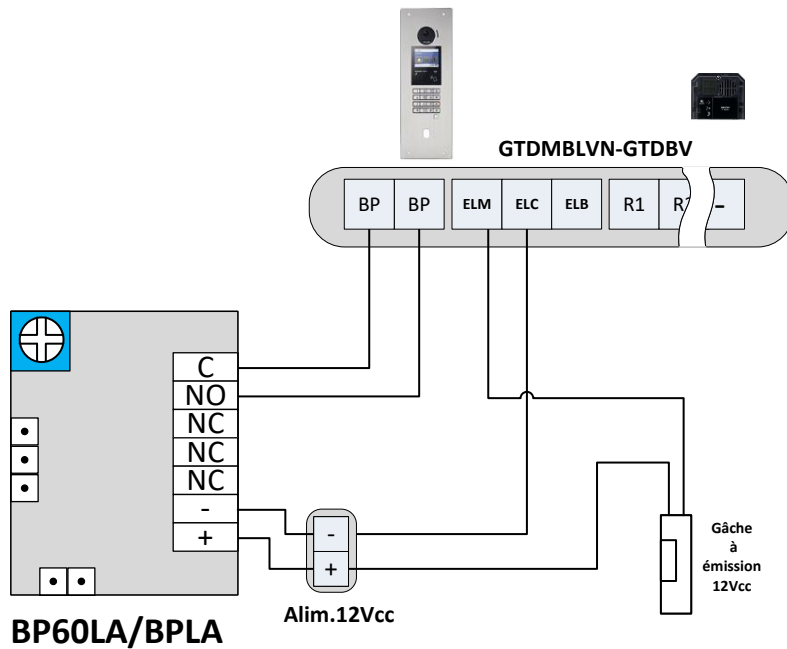 GTDMBLVN-GTDBV
BP BP ELM ELC ELB R1 -
C
NO
NC
NC
NC
-
+
-
+
Alim.12Vcc
Gâche
à
émission
12Vcc
BP60LA/BPLA